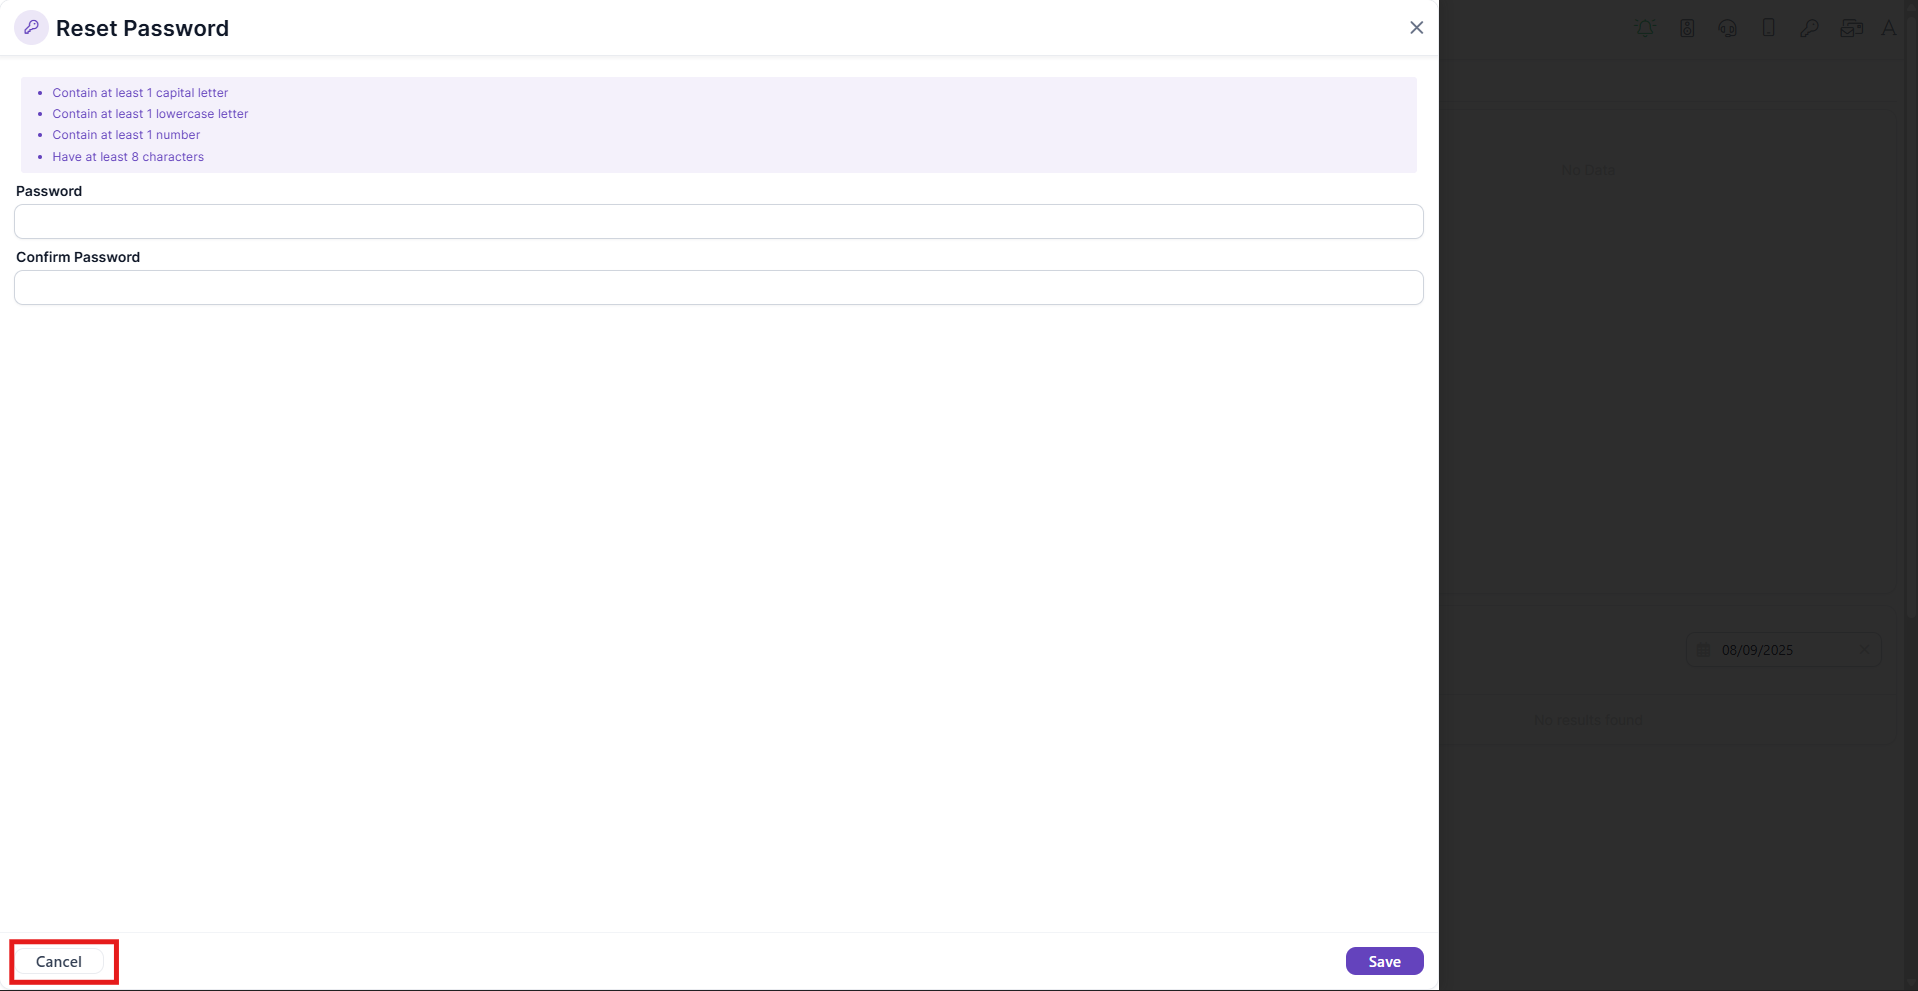 Reset Password
Contain at least 1 capital letter
Contain at least 1 lowercase letter
Contain at least 1 number
Have at least 8 characters
Password
Confirm Password
Cancel
Save
A
No Data
08/09/2025
No results found